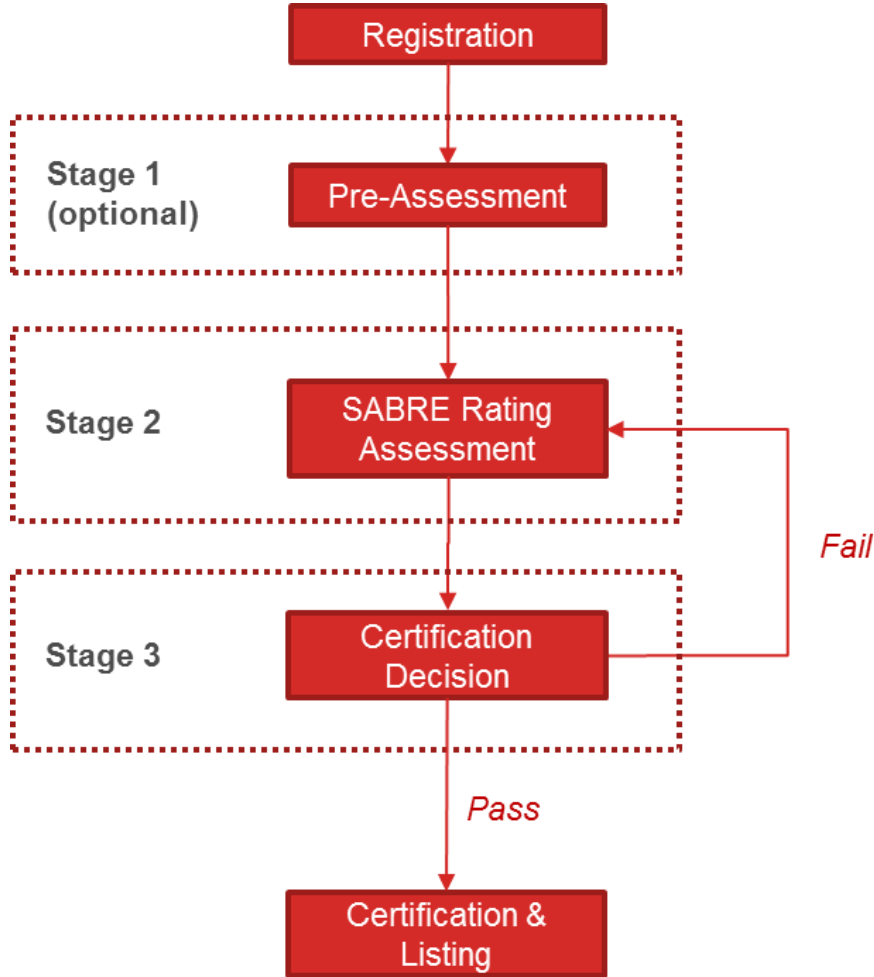 Registration
Stage 1
(optional)
Pre-Assessment
Stage 2
SABRE Rating
Assessment
Fail
Stage 3
Certification
Decision
Pass
Certification &
Listing